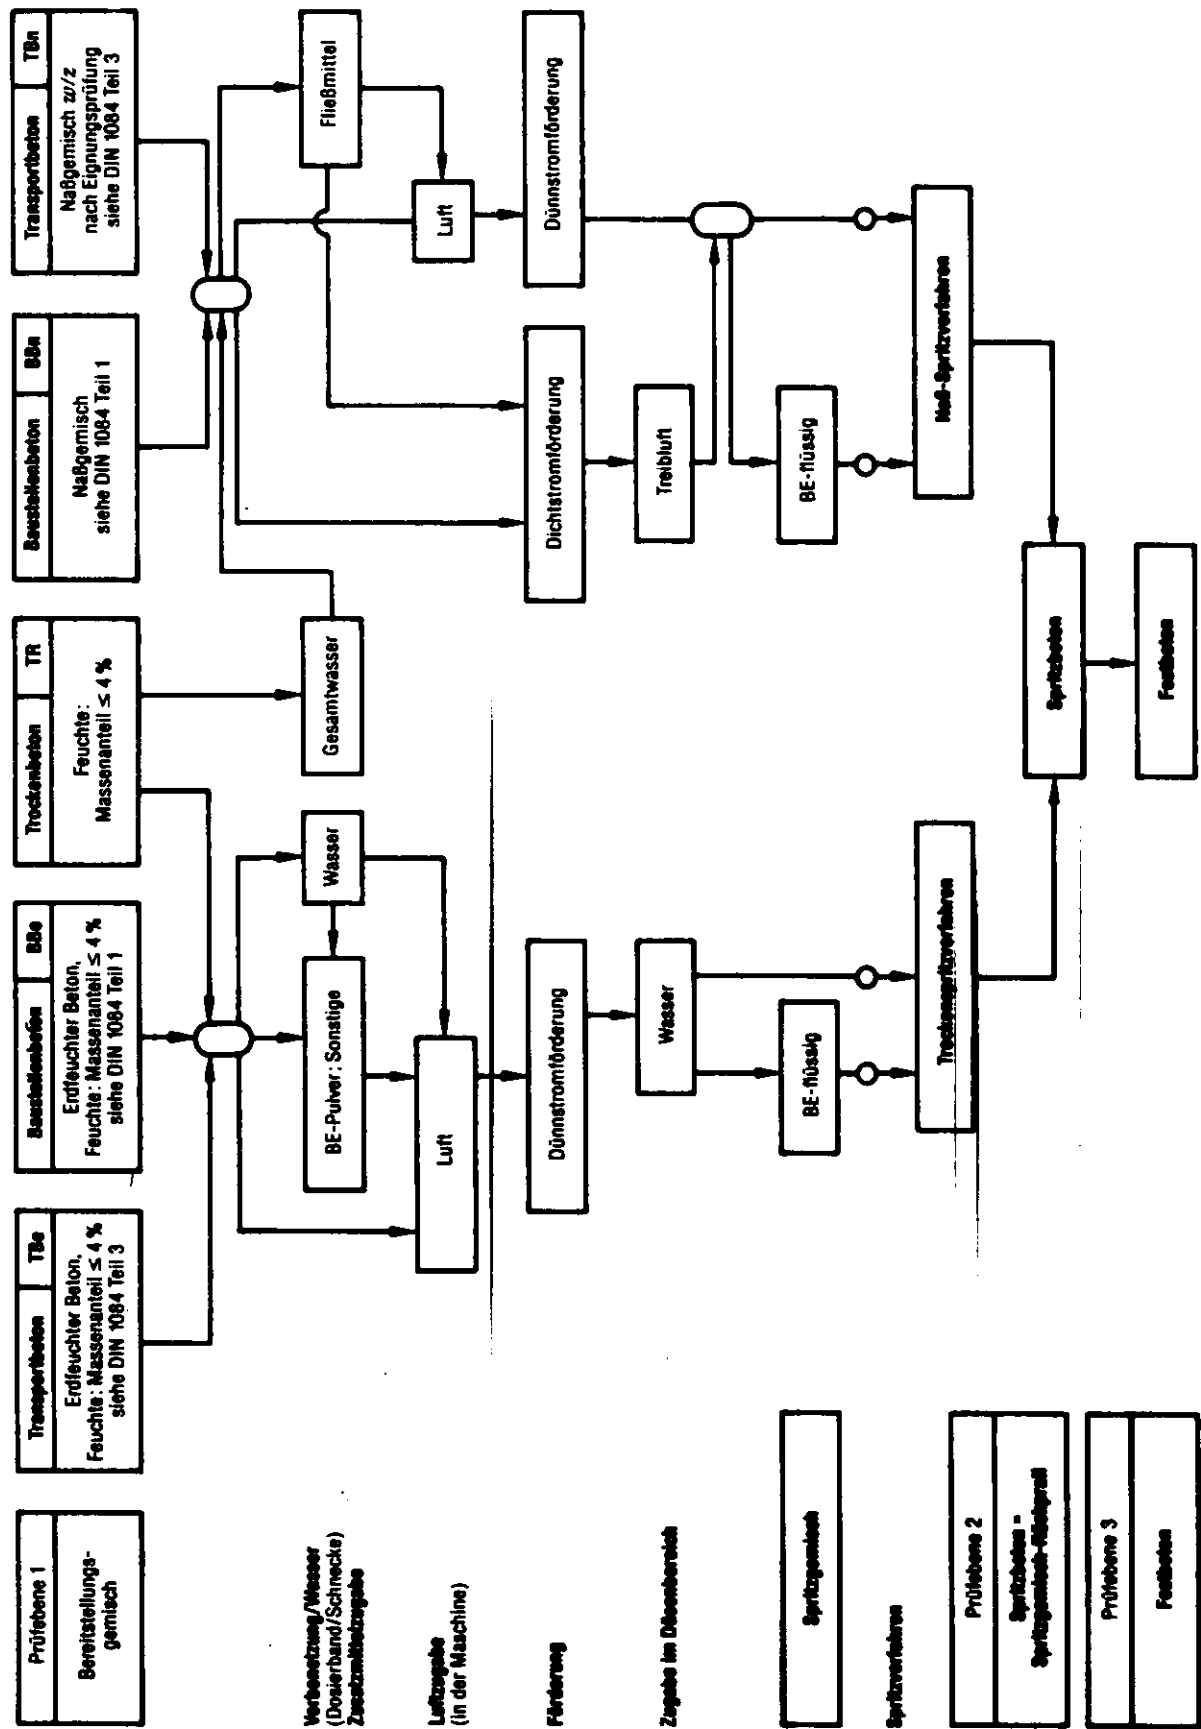 Prüfebene 1
Bereitstellungs-
gemisch
Transportbeton TBe
Erdfeuchter Beton,
Feuchte: Massenanteil ≤ 4 %
siehe DIN 1084 Teil 3
Baustellenbeton BBe
Erdfeuchter Beton,
Feuchte: Massenanteil ≤ 4 %
siehe DIN 1084 Teil 1
Trockenbeton TR
Feuchte:
Massenanteil ≤ 4 %
Baustellenbeton BBn
Naßgemisch
siehe DIN 1084 Teil 1
Transportbeton TBn
Naßgemisch w/z
nach Eignungsprüfung
siehe DIN 1084 Teil 3
Vorbenetzung/Wasser
(Dosierband/Schnecke)
Zusatzmittelzugabe
BE-Pulver; Sonstige
Wasser
Gesamtwasser
Fließmittel
Luftzugabe
(in der Maschine)
Luft
Luft
Förderung
Dünnstromförderung
Dichtstromförderung
Dünnstromförderung
Zugabe im Düsenbereich
Wasser
Treibluft
Spritzgemisch
BE-flüssig
BE-flüssig
Spritzverfahren
Trockenspritzverfahren
Naß-Spritzverfahren
Prüfebene 2
Spritzbeton =
Spritzgemisch-Rückprall
Spritzbeton
Prüfebene 3
Festbeton
Festbeton